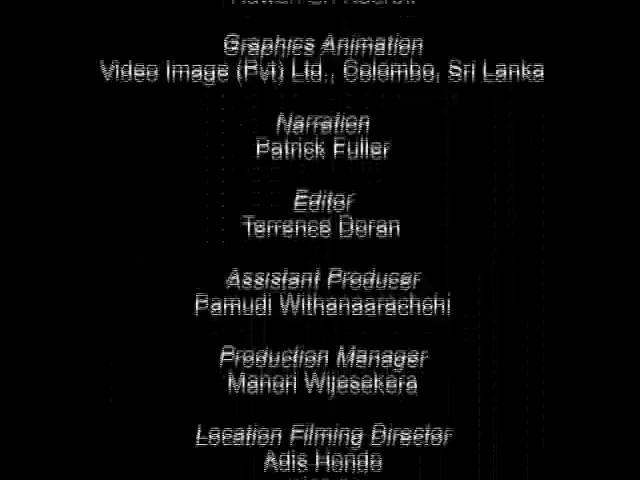 Graphics Animation
Video Image (Pvt) Ltd., Colombo, Sri Lanka
Narration
Patrick Fuller
Editor
Terrence Doran
Assistant Producer
Pamudi Withanaarachchi
Production Manager
Manori Wijesekera
Location Filming Director
Adis Hondo